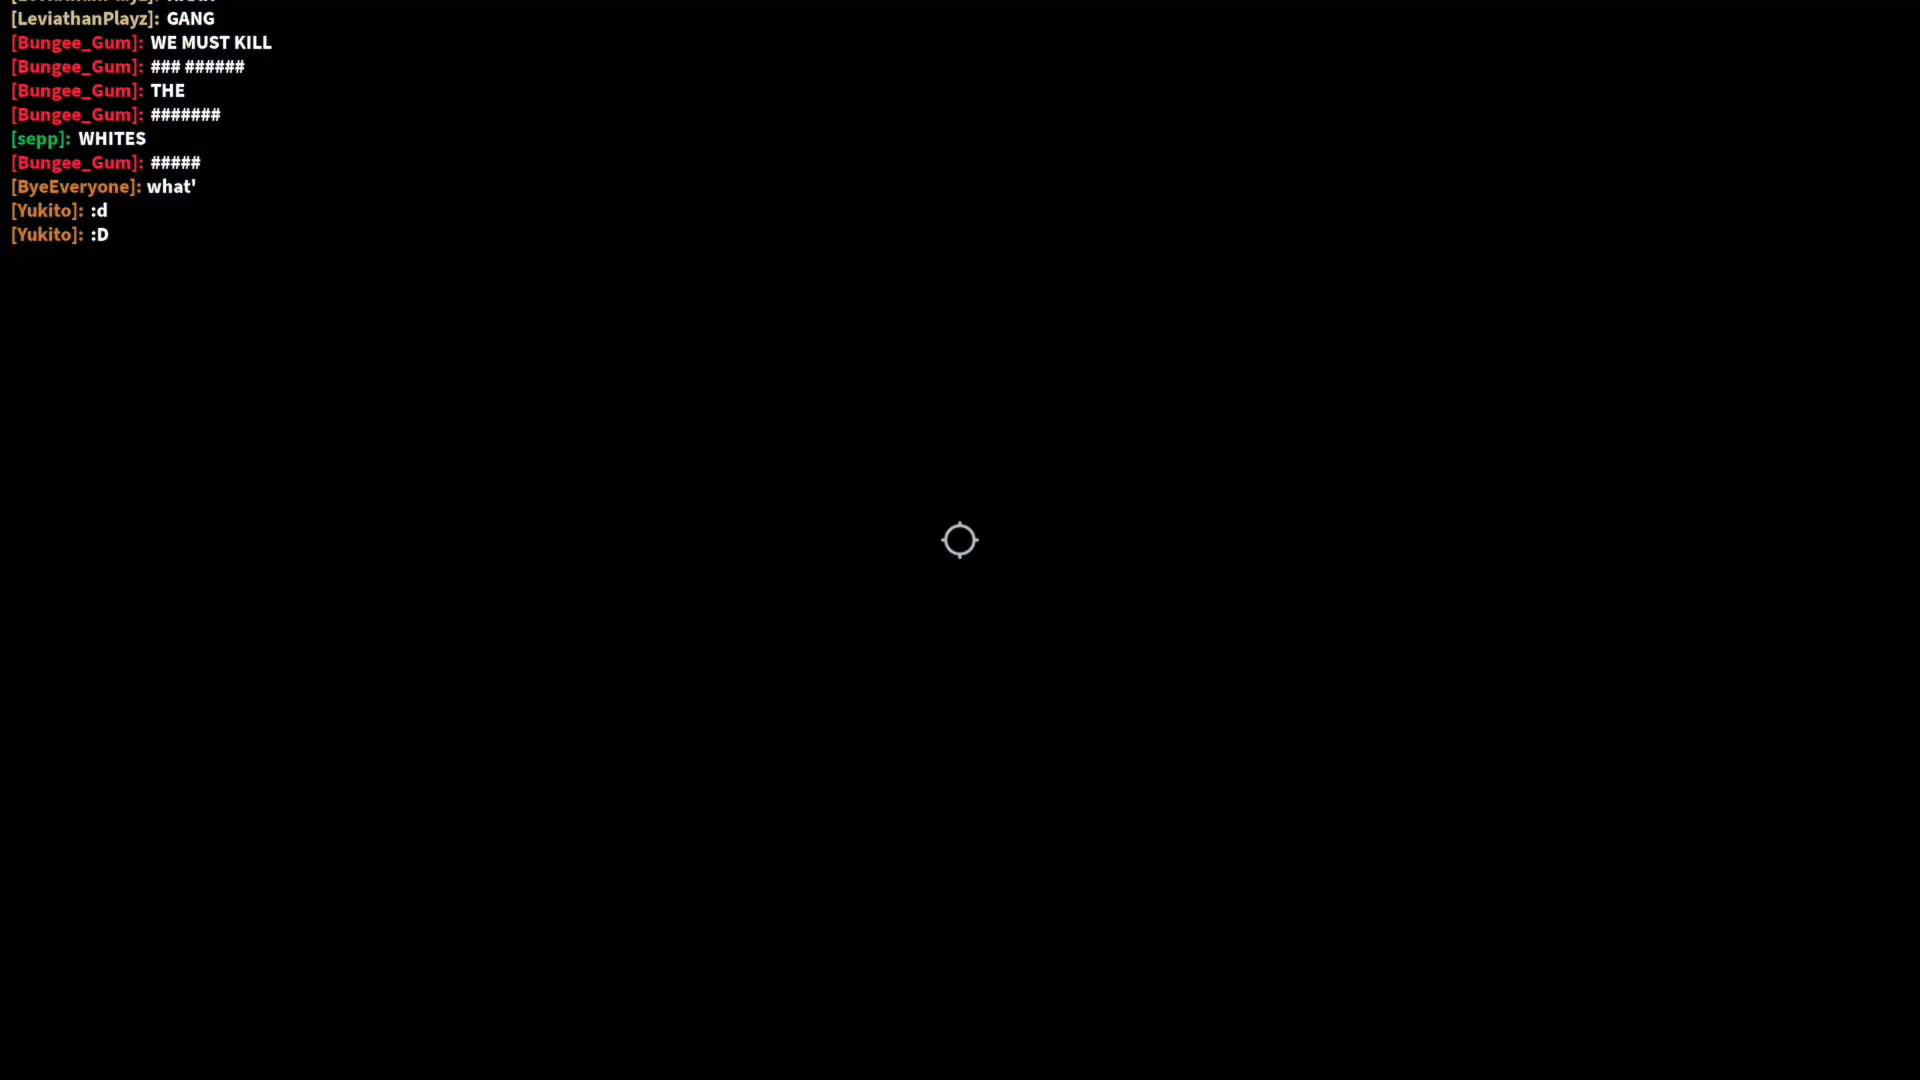 [LeviathanPlayz]: GANG
[Bungee_Gum]: WE MUST KILL
[Bungee_Gum]: ### ######
[Bungee_Gum]: THE
[Bungee_Gum]: #######
[sepp]: WHITES
[Bungee_Gum]: #####
[ByeEveryone]: what'
[Yukito]: :d
[Yukito]: :D